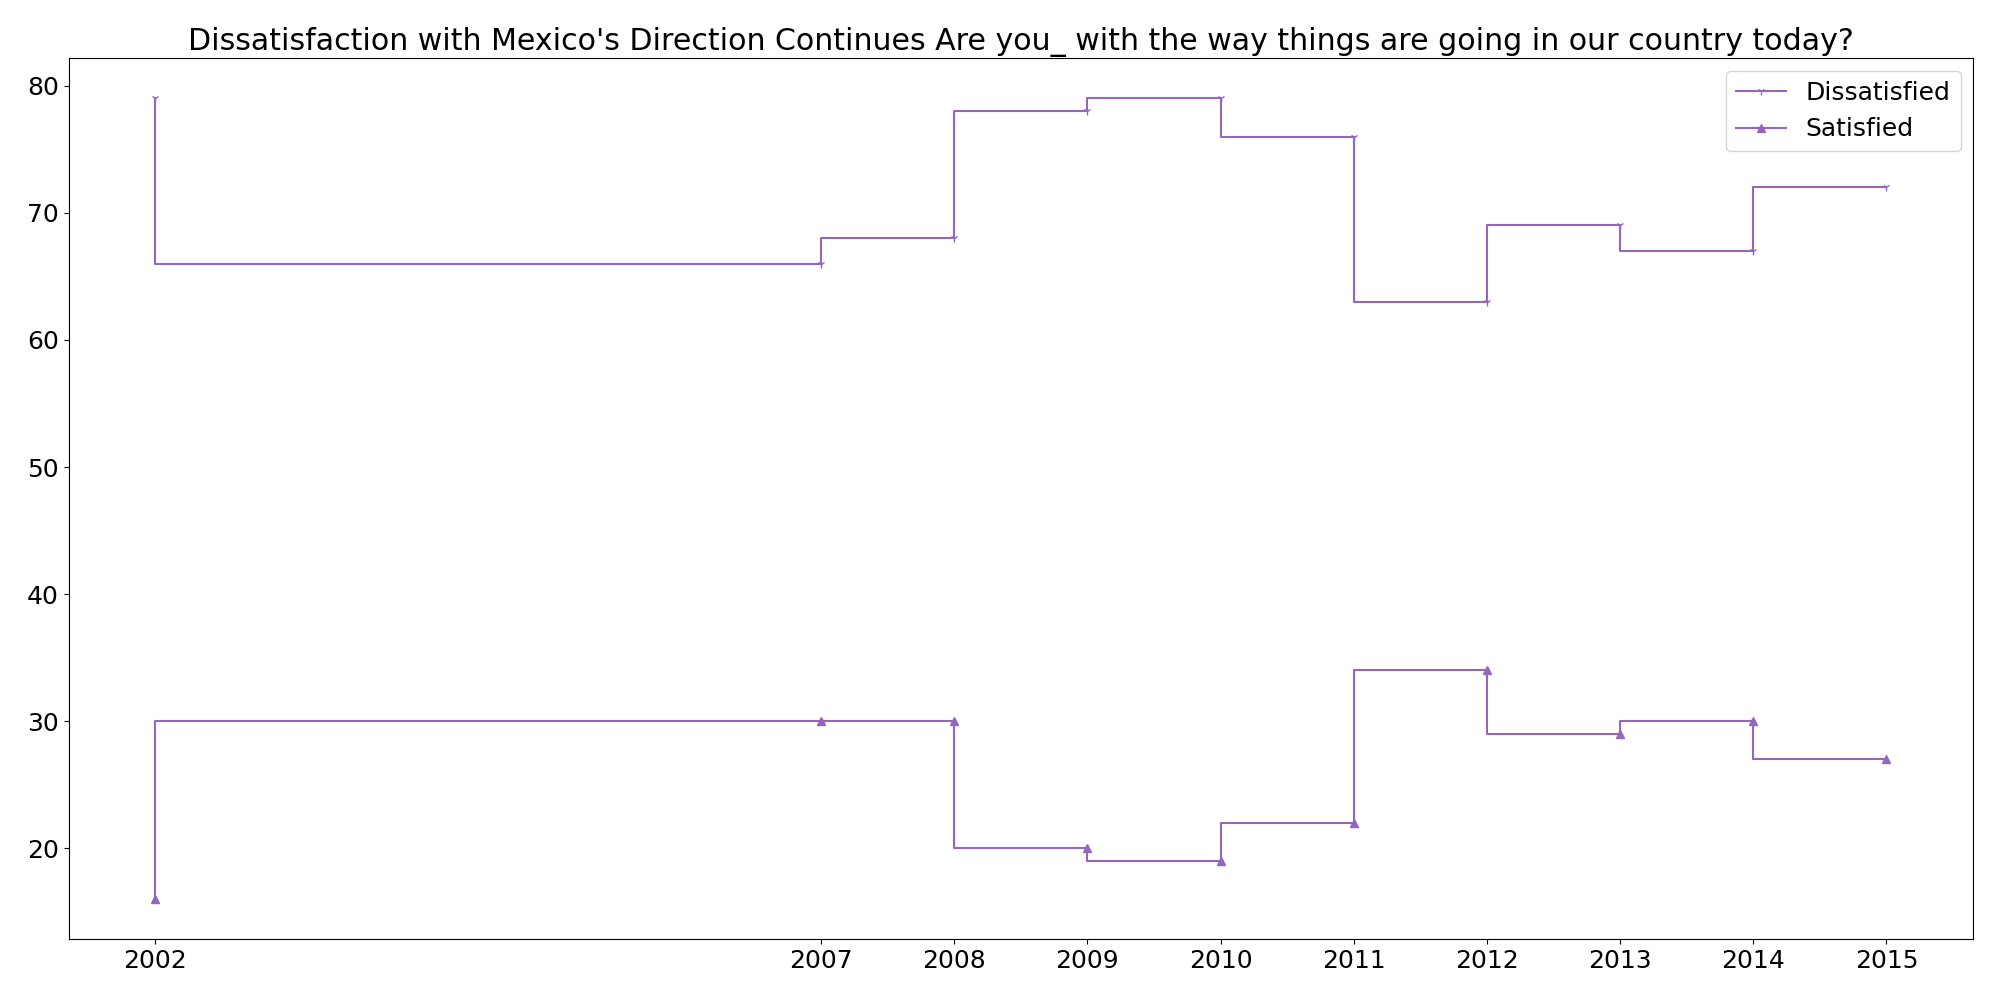 Dissatisfaction with Mexico's Direction Continues Are you_ with the way things are going in our country today?
Dissatisfied
Satisfied
80
70
60
50
40
30
20
2002 2007 2008 2009 2010 2011 2012 2013 2014 2015